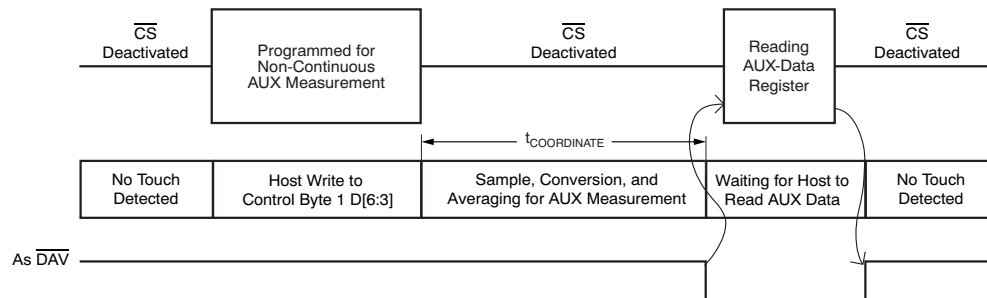 CS
Deactivated
Programmed for
Non-Continuous
AUX Measurement
CS
Deactivated
Reading
AUX-Data
Register
CS
Deactivated
tCOORDINATE
No Touch
Detected
Host Write to
Control Byte 1 D[6:3]
Sample, Conversion, and
Averaging for AUX Measurement
Waiting for Host to
Read AUX Data
No Touch
Detected
As DAV